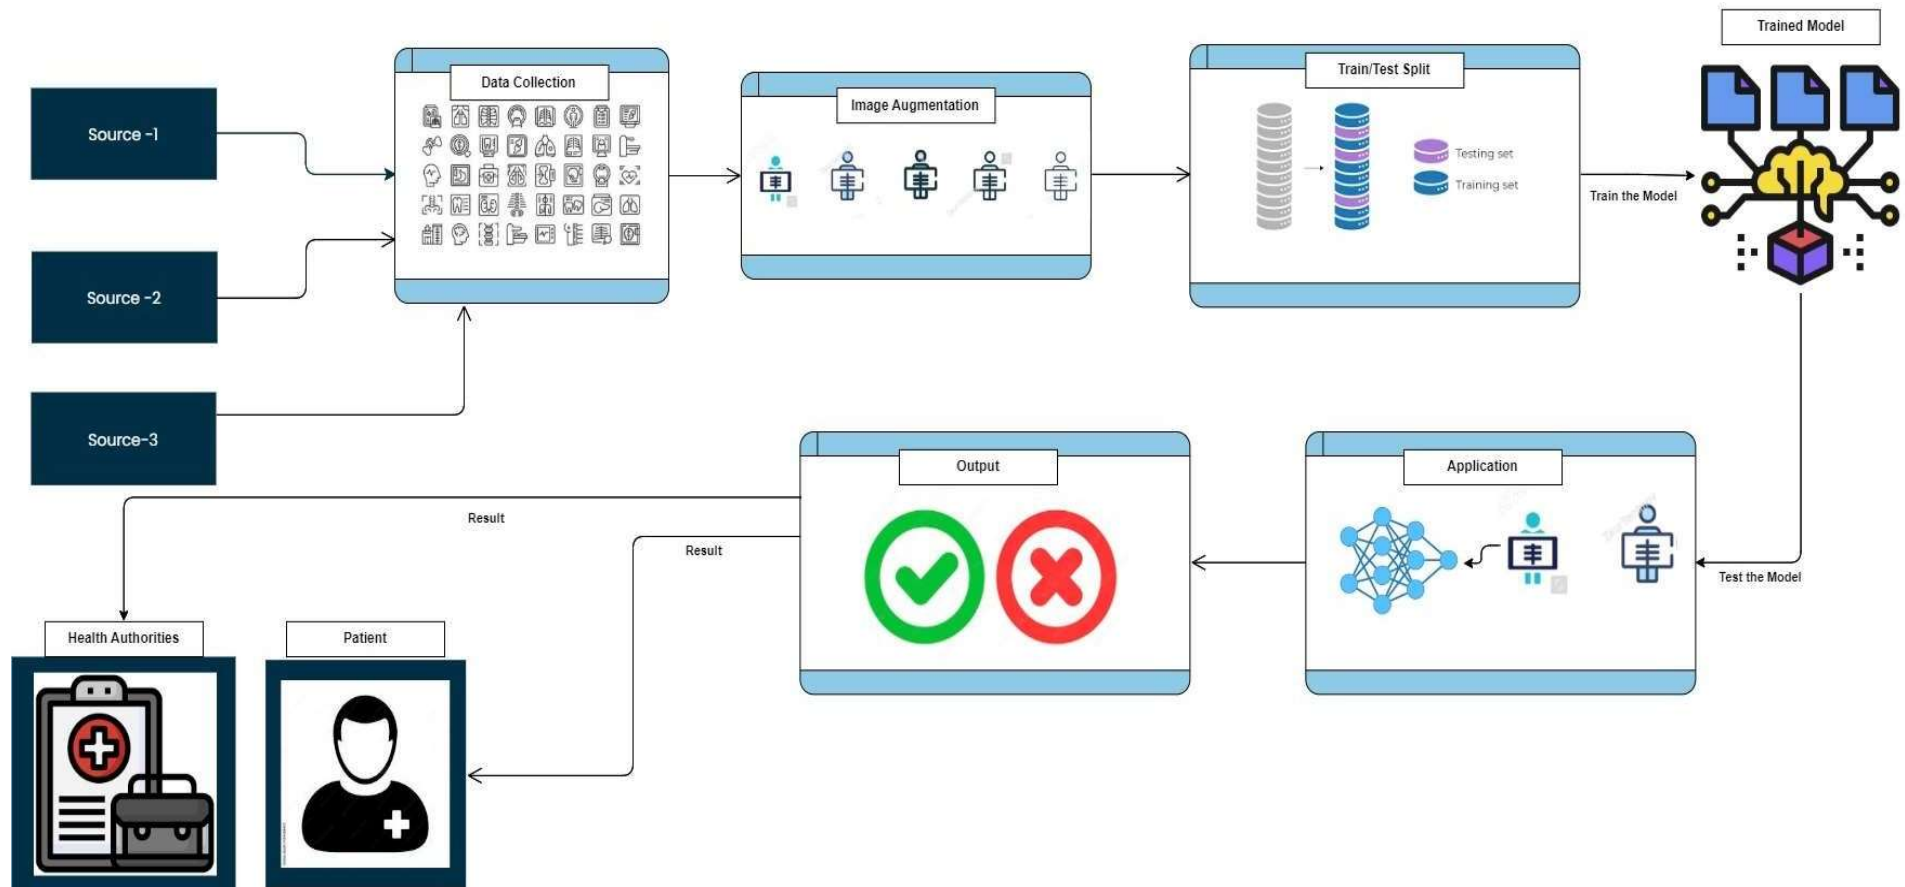 Trained Model
Data Collection
Train/Test Split
Image Augmentation
Source -1
Testing set
Training set
Train the Model
Source -2
Source-3
Output
Application
Result
Result
Test the Model
Health Authorities
Patient